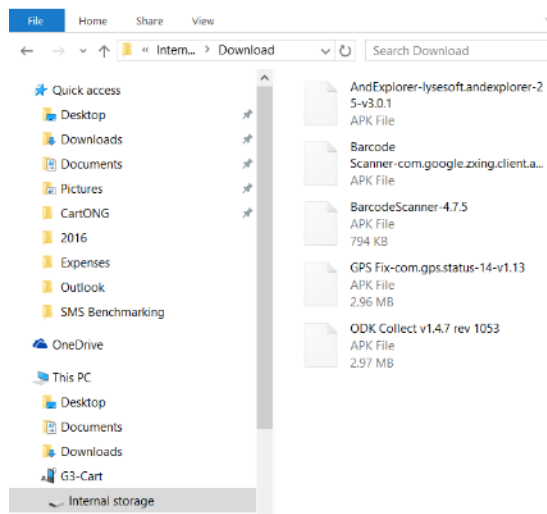 File Home Share View
« Intern... > Download Search Download
Quick access
Desktop
Downloads
Documents
Pictures
CartONG
2016
Expenses
Outlook
SMS Benchmarking
OneDrive
This PC
Desktop
Documents
Downloads
G3-Cart
Internal storage
AndExplorer-lysesoft.andexplorer-2
5-v3.0.1
APK File
Barcode
Scanner-com.google.zxing.client.a...
APK File
BarcodeScanner-4.7.5
APK File
794 KB
GPS Fix-com.gps.status-14-v1.13
APK File
2.96 MB
ODK Collect v1.4.7 rev 1053
APK File
2.97 MB